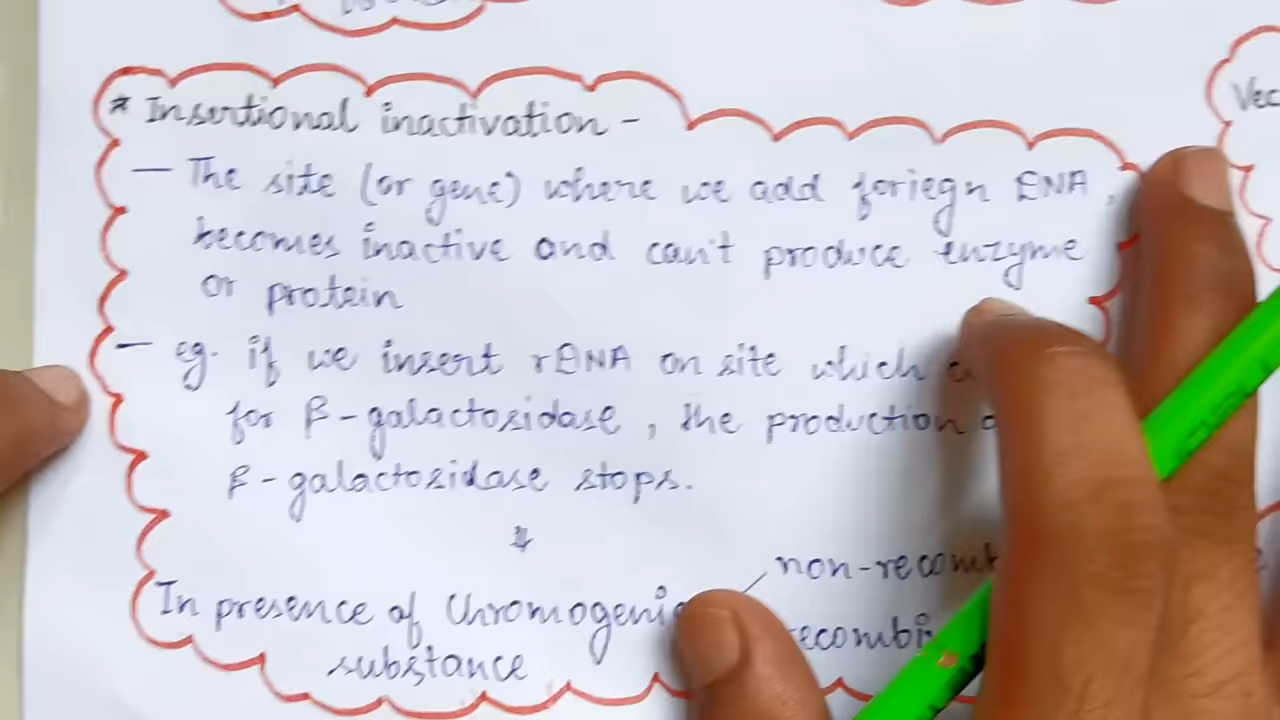 * Insertional inactivation -
— The site (or gene) where we add foriegn DNA,
becomes inactive and can't produce enzyme
or protein
— eg. if we insert rDNA on site which
for β-galactosidase, the production
β-galactosidase stops.
↓
non-recomb
In presence of Chromogenic
recombi
substance
Vec